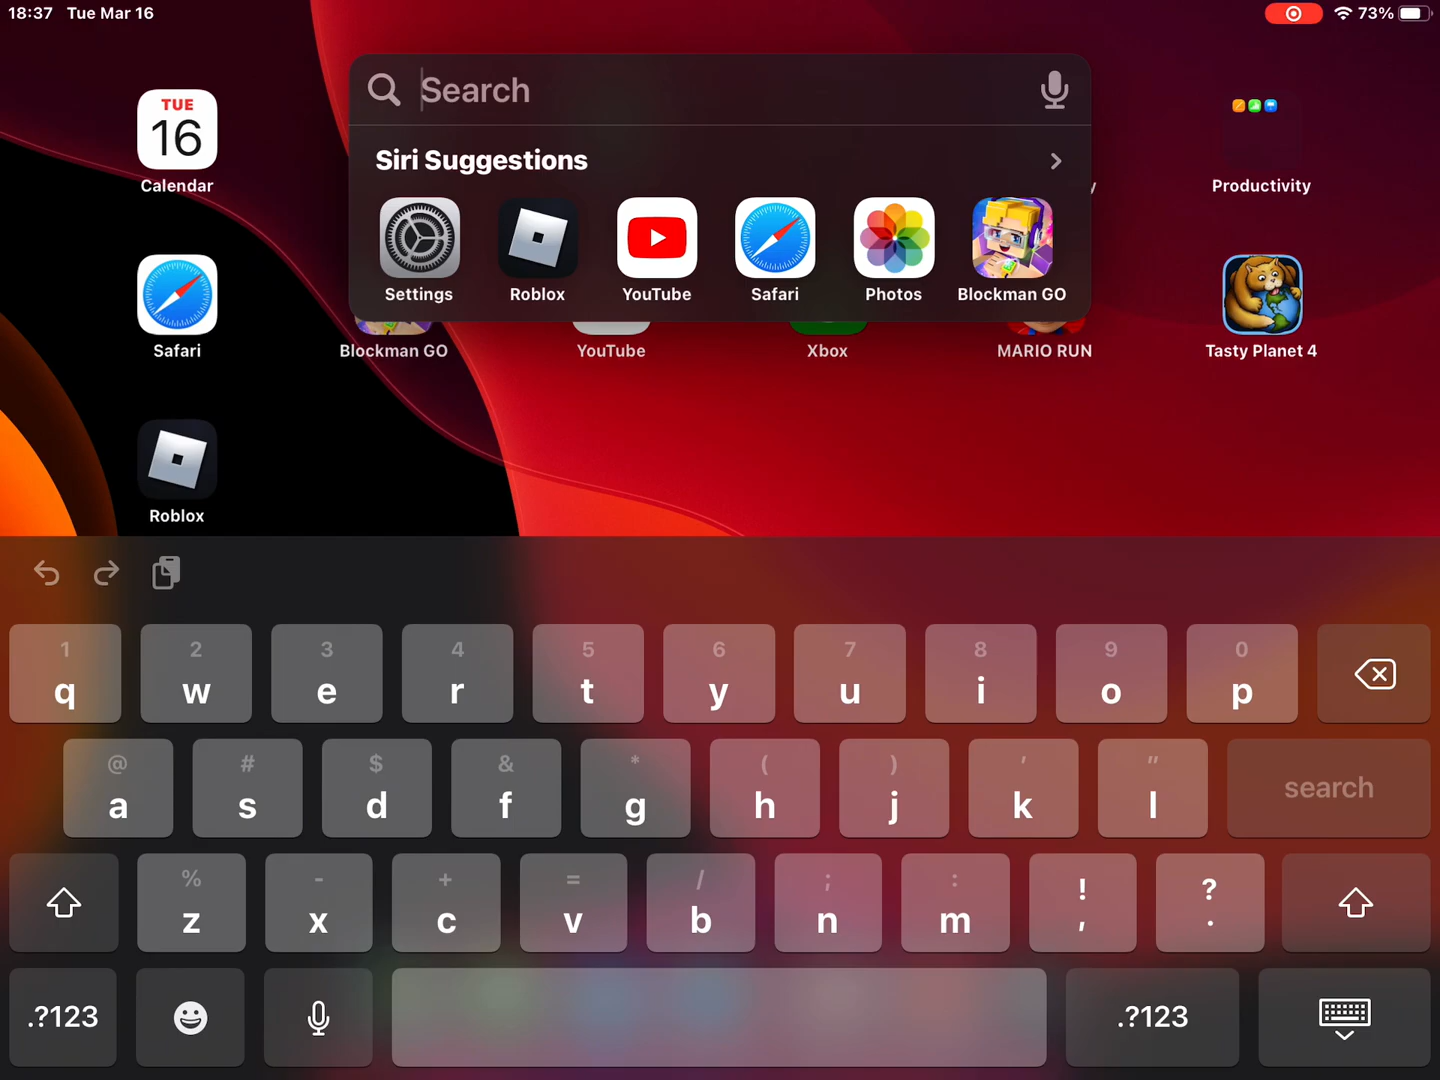 18:37 Tue Mar 16
73%
Search
Siri Suggestions
Settings Roblox YouTube Safari Photos Blockman GO
TUE
16
Calendar
Productivity
Safari Blockman GO YouTube Xbox MARIO RUN Tasty Planet 4
Roblox
1 2 3 4 5 6 7 8 9 0
q w e r t y u i o p
@ # $ & * ( ) ' "
a s d f g h j k l search
% - + = / ; : ! ?
z x c v b n m , .
.?123 .?123